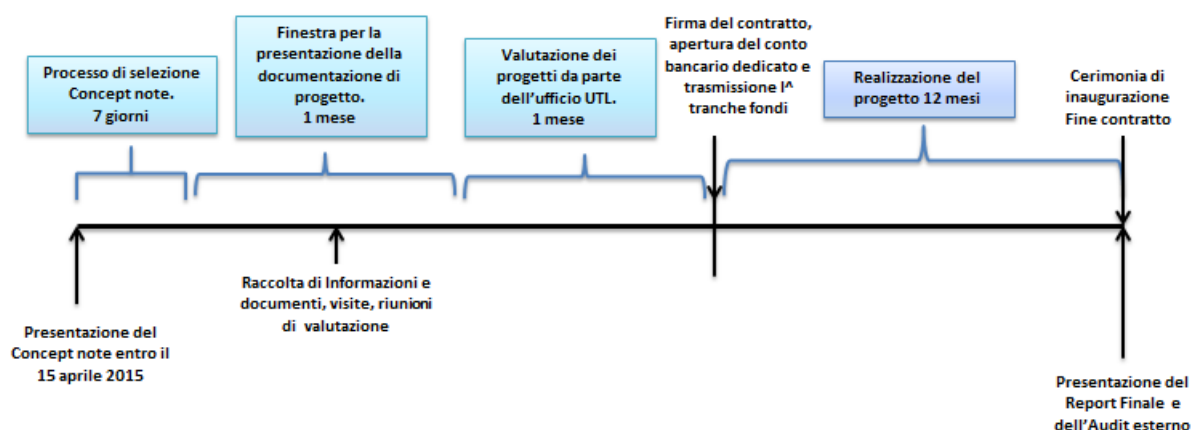 Processo di selezione
Concept note.
7 giorni
Finestra per la
presentazione della
documentazione di
progetto.
1 mese
Valutazione dei
progetti da parte
dell'ufficio UTL.
1 mese
Firma del contratto,
apertura del conto
bancario dedicato e
trasmissione I^
tranche fondi
Realizzazione del
progetto 12 mesi
Cerimonia di
inaugurazione
Fine contratto
Presentazione del
Concept note entro il
15 aprile 2015
Raccolta di Informazioni e
documenti, visite, riunioni
di valutazione
Presentazione del
Report Finale e
dell'Audit esterno